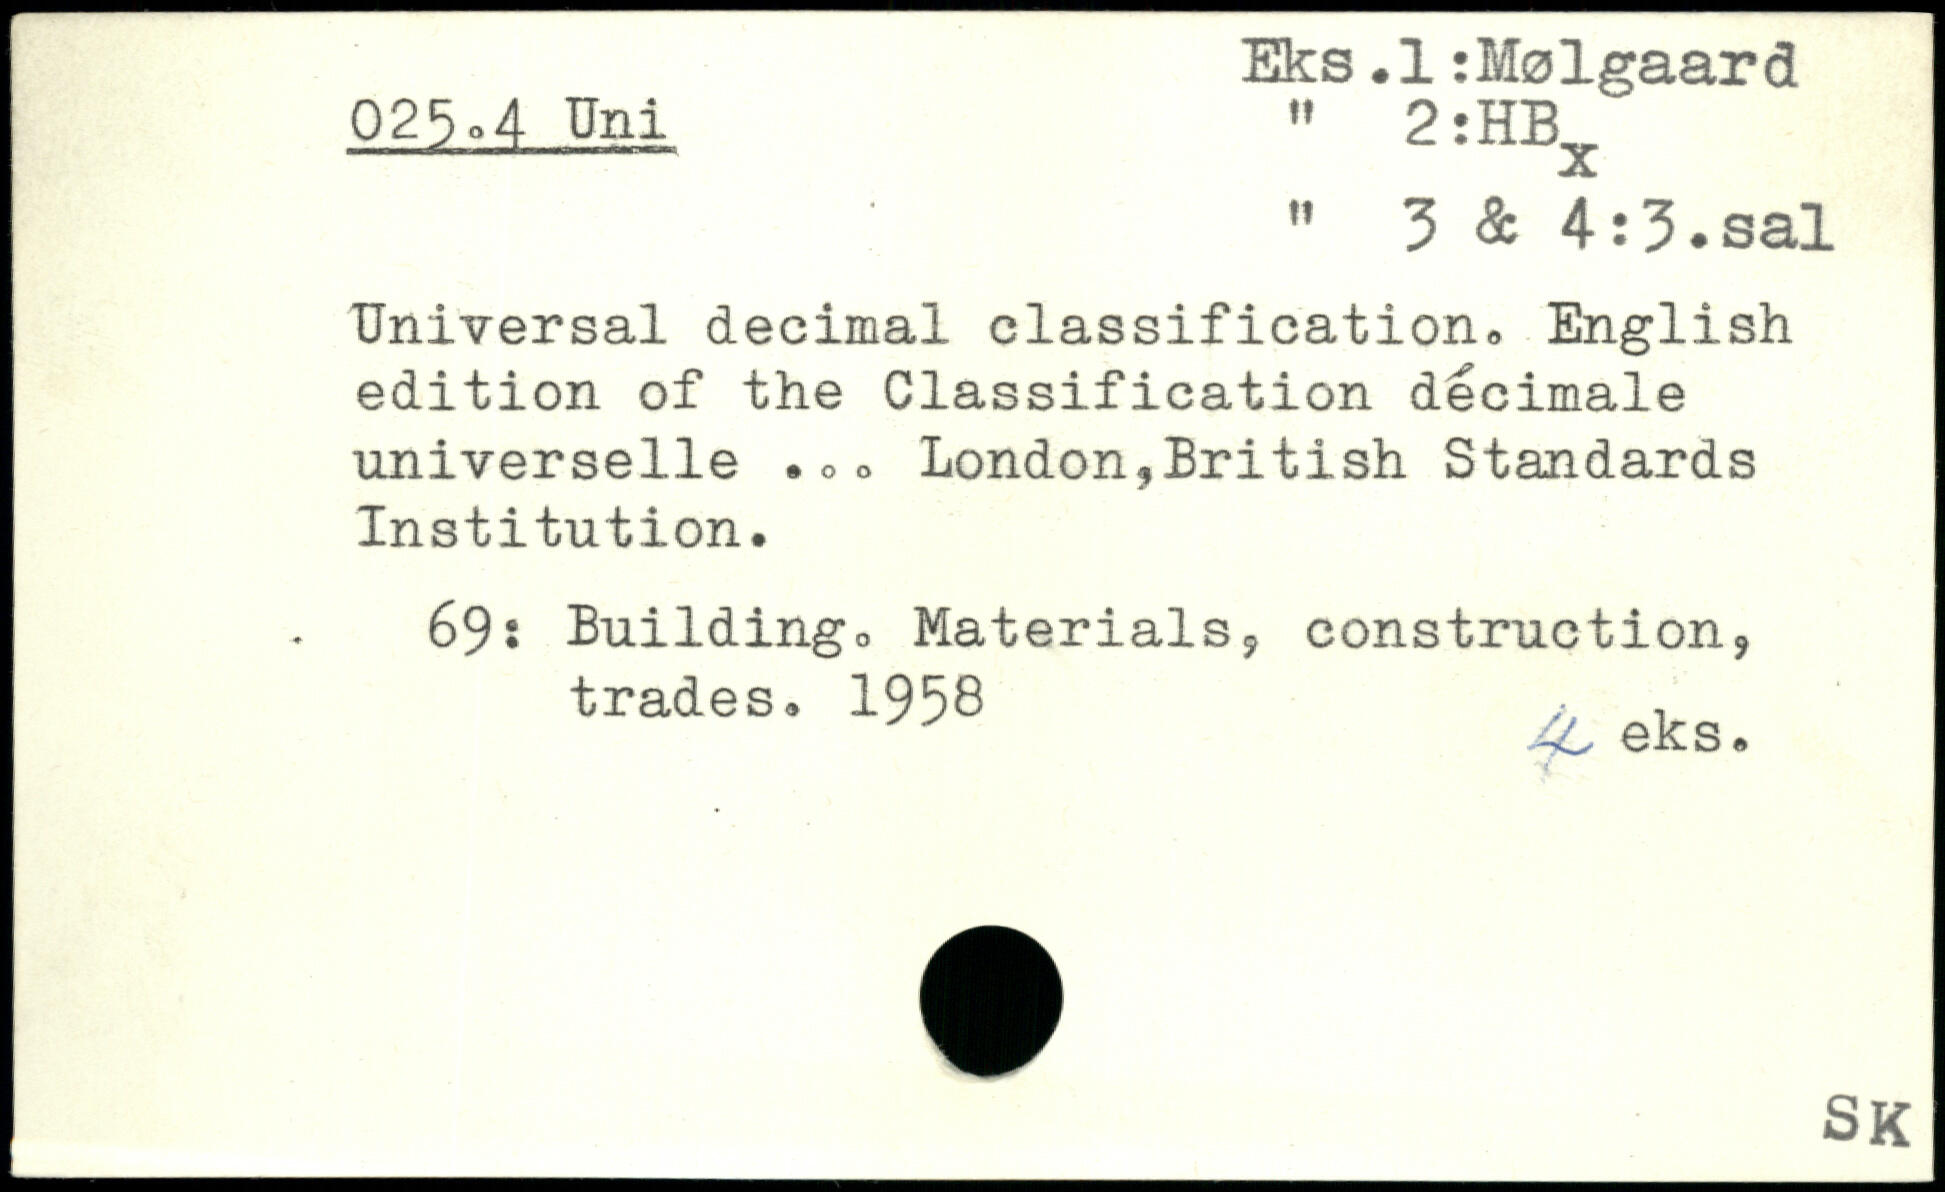 025.4 Uni
Eks.1:Mølgaard
" 2:HBx
" 3 & 4:3.sal
Universal decimal classification. English
edition of the Classification décimale
universelle ... London,British Standards
Institution.
69: Building. Materials, construction,
trades. 1958
4 eks.
SK